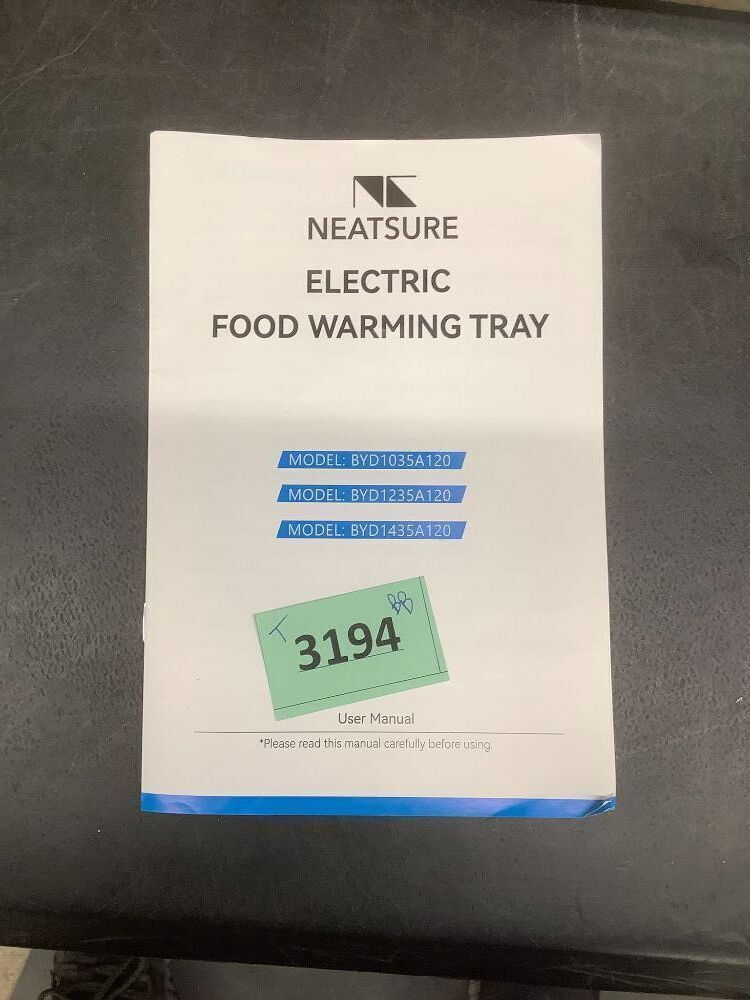 NEATSURE
ELECTRIC
FOOD WARMING TRAY
MODEL: BYD1035A120
MODEL: BYD1235A120
MODEL: BYD1435A120
T
BB
3194
User Manual
*Please read this manual carefully before using.